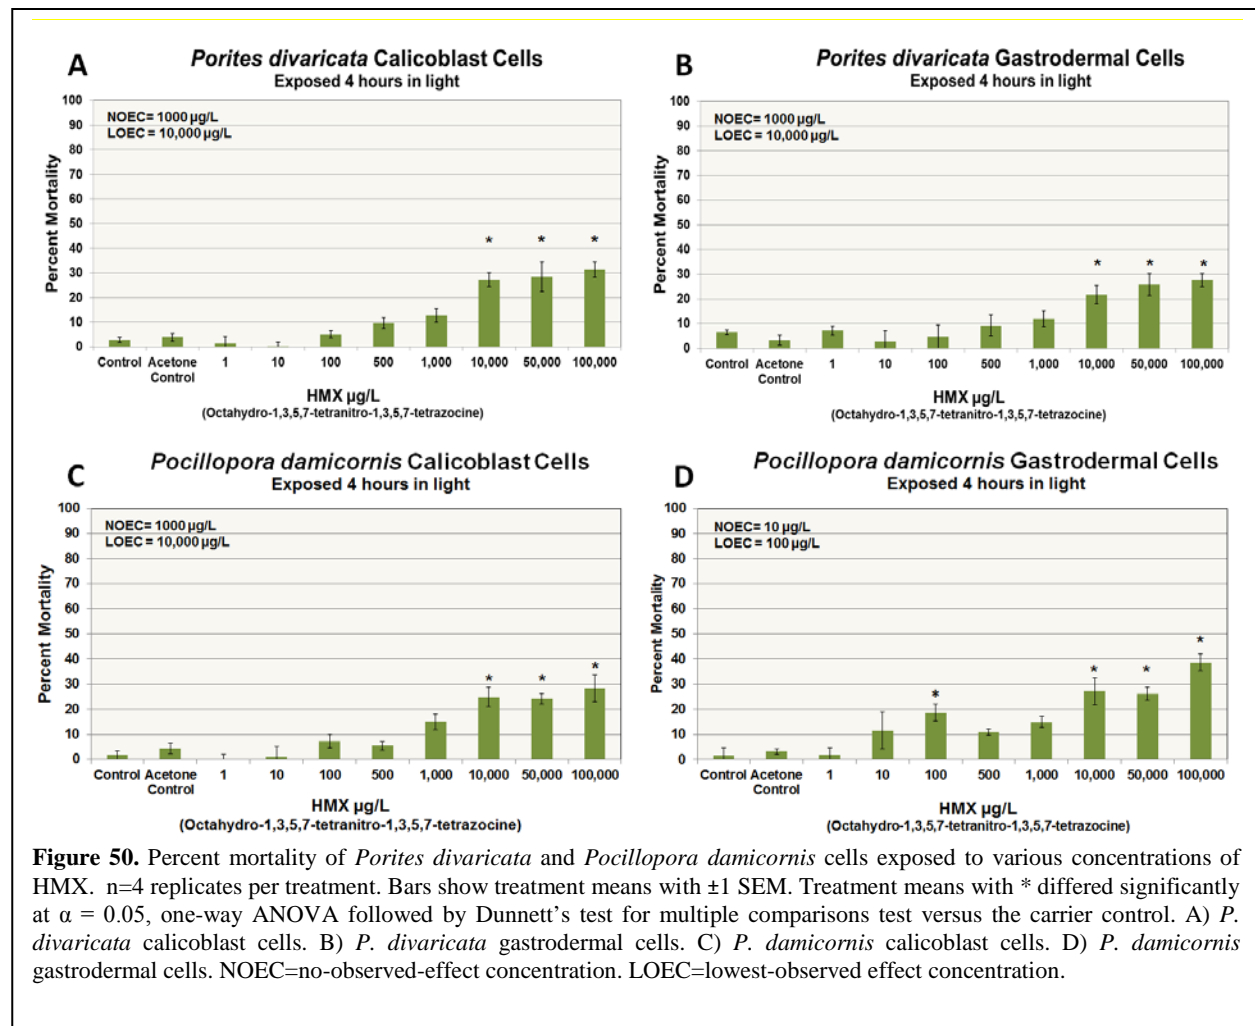 A
Porites divaricata Calicoblast Cells
Exposed 4 hours in light
NOEC= 1000 µg/L
LOEC = 10,000 µg/L
Percent Mortality
100
90
80
70
60
50
40
30
20
10
0
* * *
Control Acetone Control 1 10 100 500 1,000 10,000 50,000 100,000
HMX µg/L
(Octahydro-1,3,5,7-tetranitro-1,3,5,7-tetrazocine)
B
Porites divaricata Gastrodermal Cells
Exposed 4 hours in light
NOEC= 1000 µg/L
LOEC = 10,000 µg/L
Percent Mortality
100
90
80
70
60
50
40
30
20
10
0
* * *
Control Acetone Control 1 10 100 500 1,000 10,000 50,000 100,000
HMX µg/L
(Octahydro-1,3,5,7-tetranitro-1,3,5,7-tetrazocine)
C
Pocillopora damicornis Calicoblast Cells
Exposed 4 hours in light
NOEC= 1000 µg/L
LOEC= 10,000 µg/L
Percent Mortality
100
90
80
70
60
50
40
30
20
10
0
* * *
Control Acetone Control 1 10 100 500 1,000 10,000 50,000 100,000
HMX µg/L
(Octahydro-1,3,5,7-tetranitro-1,3,5,7-tetrazocine)
D
Pocillopora damicornis Gastrodermal Cells
Exposed 4 hours in light
NOEC= 10 µg/L
LOEC= 100 µg/L
Percent Mortality
100
90
80
70
60
50
40
30
20
10
0
* * * *
Control Acetone Control 1 10 100 500 1,000 10,000 50,000 100,000
HMX µg/L
(Octahydro-1,3,5,7-tetranitro-1,3,5,7-tetrazocine)
Figure 50. Percent mortality of Porites divaricata and Pocillopora damicornis cells exposed to various concentrations of
HMX. n=4 replicates per treatment. Bars show treatment means with ±1 SEM. Treatment means with * differed significantly
at α = 0.05, one-way ANOVA followed by Dunnett's test for multiple comparisons test versus the carrier control. A) P.
divaricata calicoblast cells. B) P. divaricata gastrodermal cells. C) P. damicornis calicoblast cells. D) P. damicornis
gastrodermal cells. NOEC=no-observed-effect concentration. LOEC=lowest-observed effect concentration.